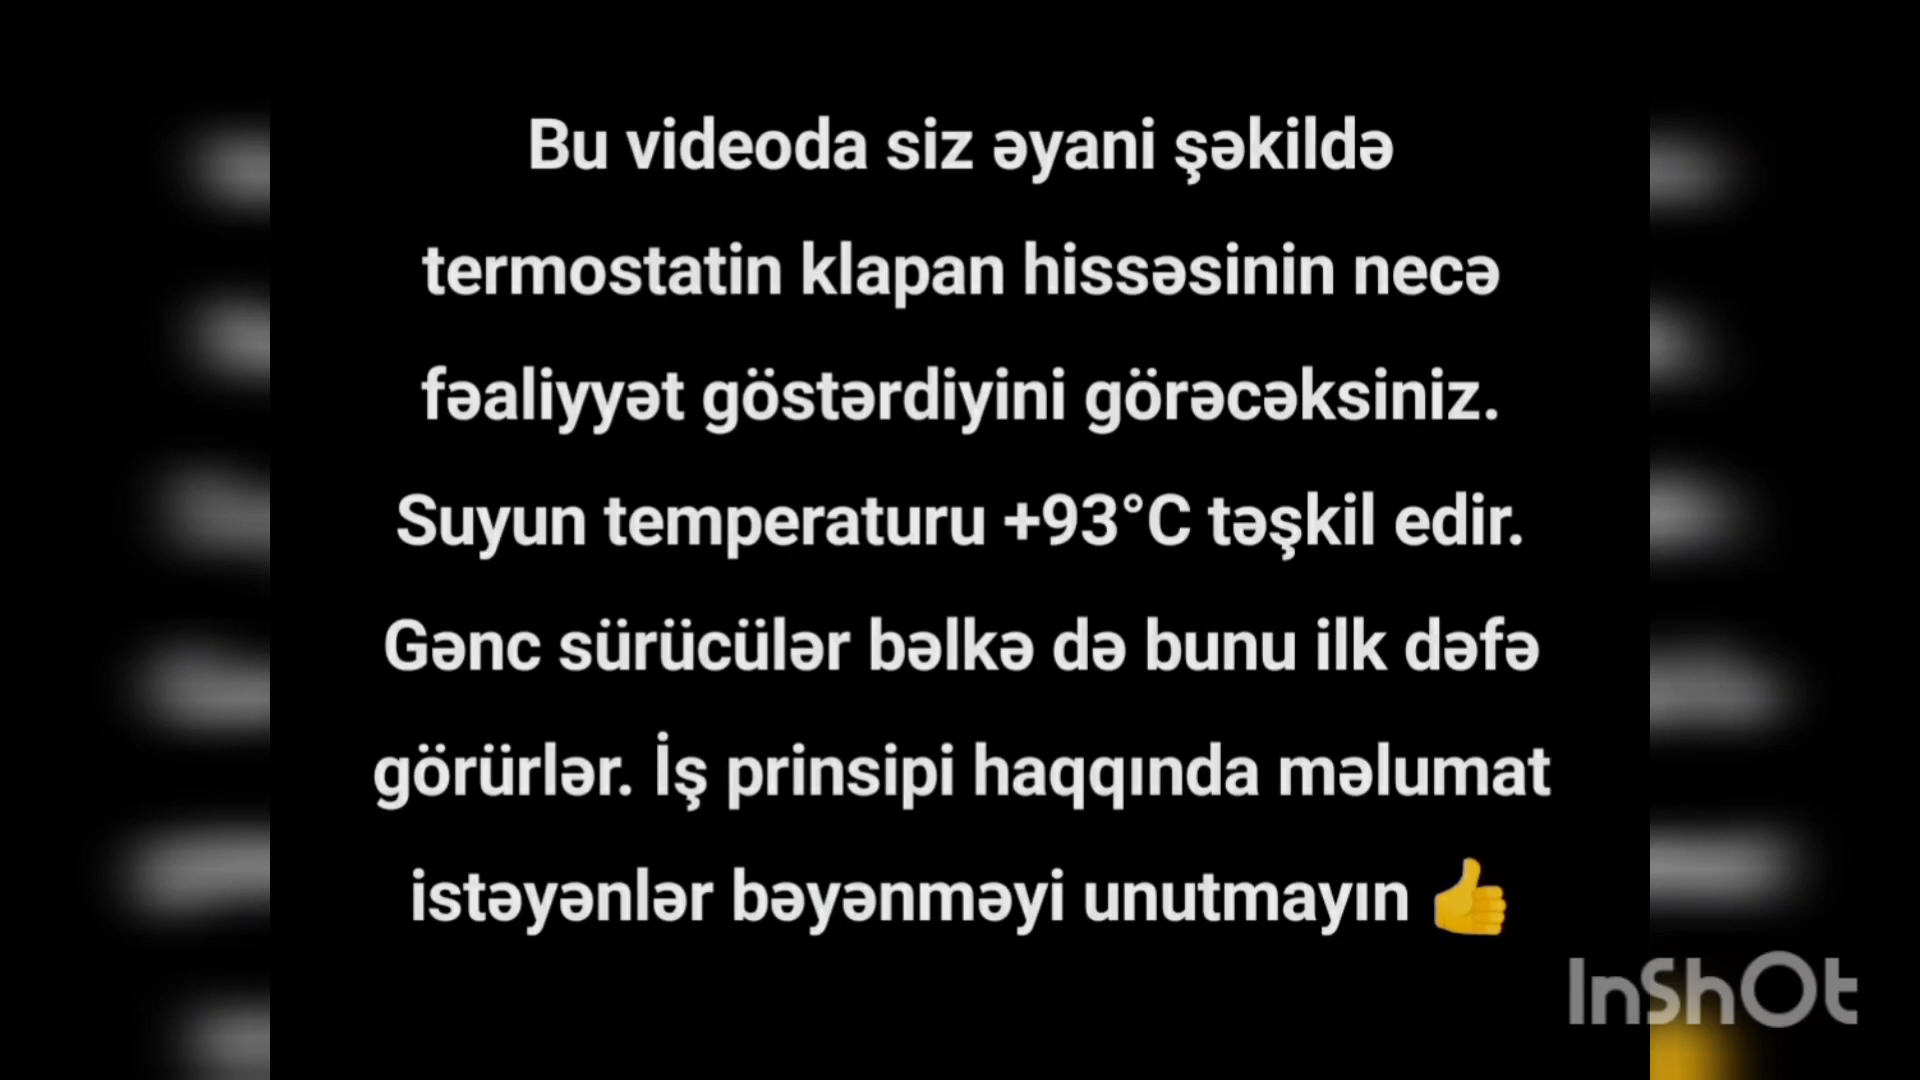 Bu videoda siz əyani şəkildə
termostatin klapan hissəsinin necə
fəaliyyət göstərdiyini görəcəksiniz.
Suyun temperaturu +93°C təşkil edir.
Gənc sürücülər bəlkə də bunu ilk dəfə
görürlər. İş prinsipi haqqında məlumat
istəyənlər bəyənməyi unutmayın 👍
InShOt